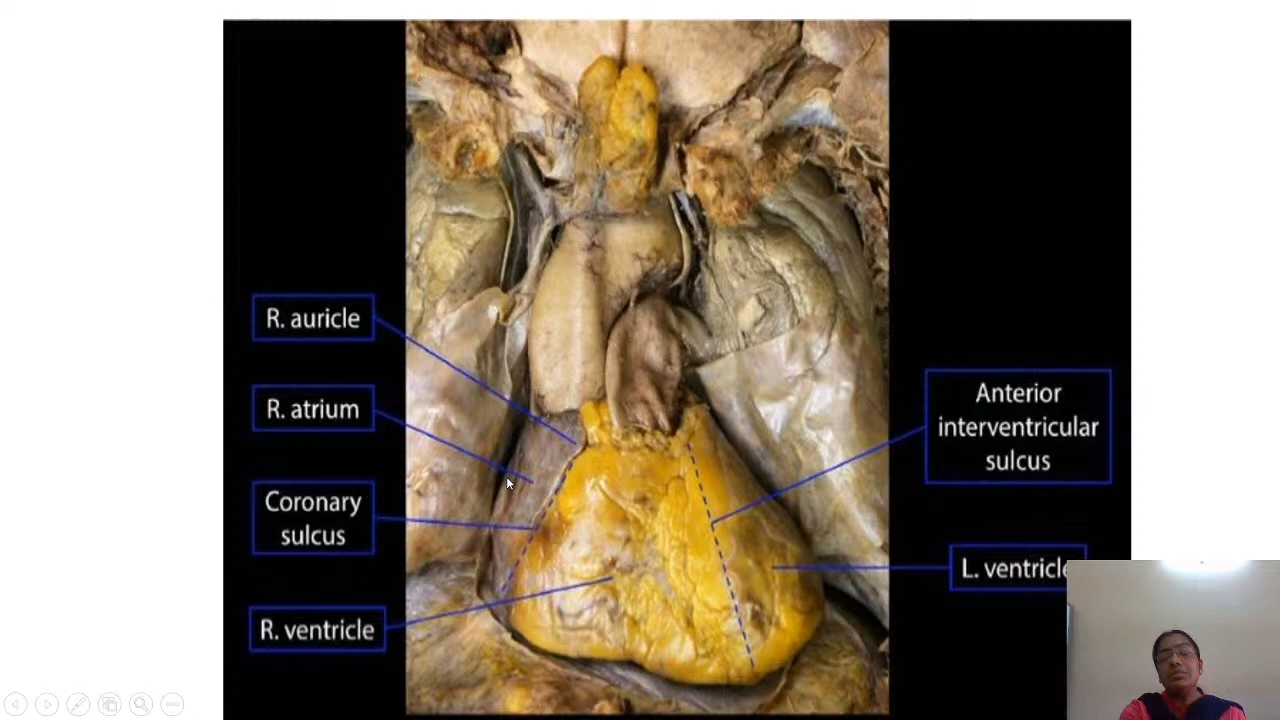 R. auricle
R. atrium
Coronary
sulcus
R. ventricle
Anterior
interventricular
sulcus
L. ventricle